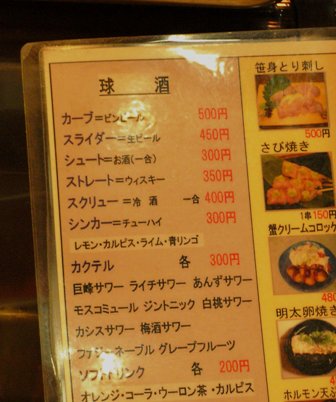 球 酒
カーブ=ビンビール 500円
スライダー=生ビール 450円
シュート=お酒(一合) 300円
ストレート=ウィスキー 350円
スクリュー=冷 酒 一合 400円
シンカー=チューハイ 300円
レモン・カルピス・ライム・青リンゴ
カクテル 各 300円
巨峰サワー ライチサワー あんずサワー
モスコミュール ジントニック 白桃サワー
カシスサワー 梅酒サワー
ファジーネーブル グレープフルーツ
ソフトドリンク 各 200円
オレンジ・コーラ・ウーロン茶・カルピス
笹身とり刺し
500円
さび焼き
1串150円
蟹クリームコロッケ
480
明太卵焼き
ホルモン天ぷ